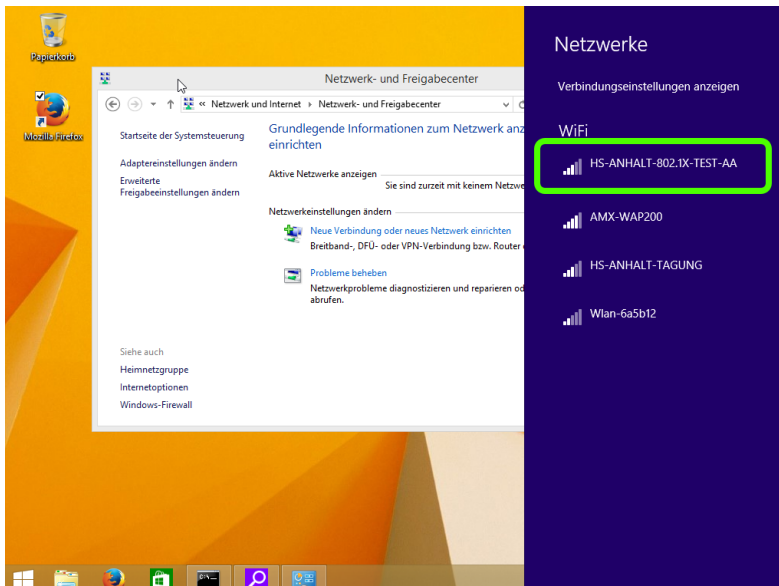 Papierkorb
Mozilla Firefox
Netzwerk- und Freigabecenter
« Netzwerk und Internet
Netzwerk- und Freigabecenter
Startseite der Systemsteuerung
Adaptereinstellungen ändern
Erweiterte
Freigabeeinstellungen ändern
Grundlegende Informationen zum Netzwerk anz
einrichten
Aktive Netzwerke anzeigen
Sie sind zurzeit mit keinem Netzwe
Netzwerkeinstellungen ändern
Neue Verbindung oder neues Netzwerk einrichten
Breitband-, DFÜ- oder VPN-Verbindung bzw. Router
Probleme beheben
Netzwerkprobleme diagnostizieren und reparieren od
abrufen.
Siehe auch
Heimnetzgruppe
Internetoptionen
Windows-Firewall
Netzwerke
Verbindungseinstellungen anzeigen
WiFi
HS-ANHALT-802.1X-TEST-AA
AMX-WAP200
HS-ANHALT-TAGUNG
Wlan-6a5b12